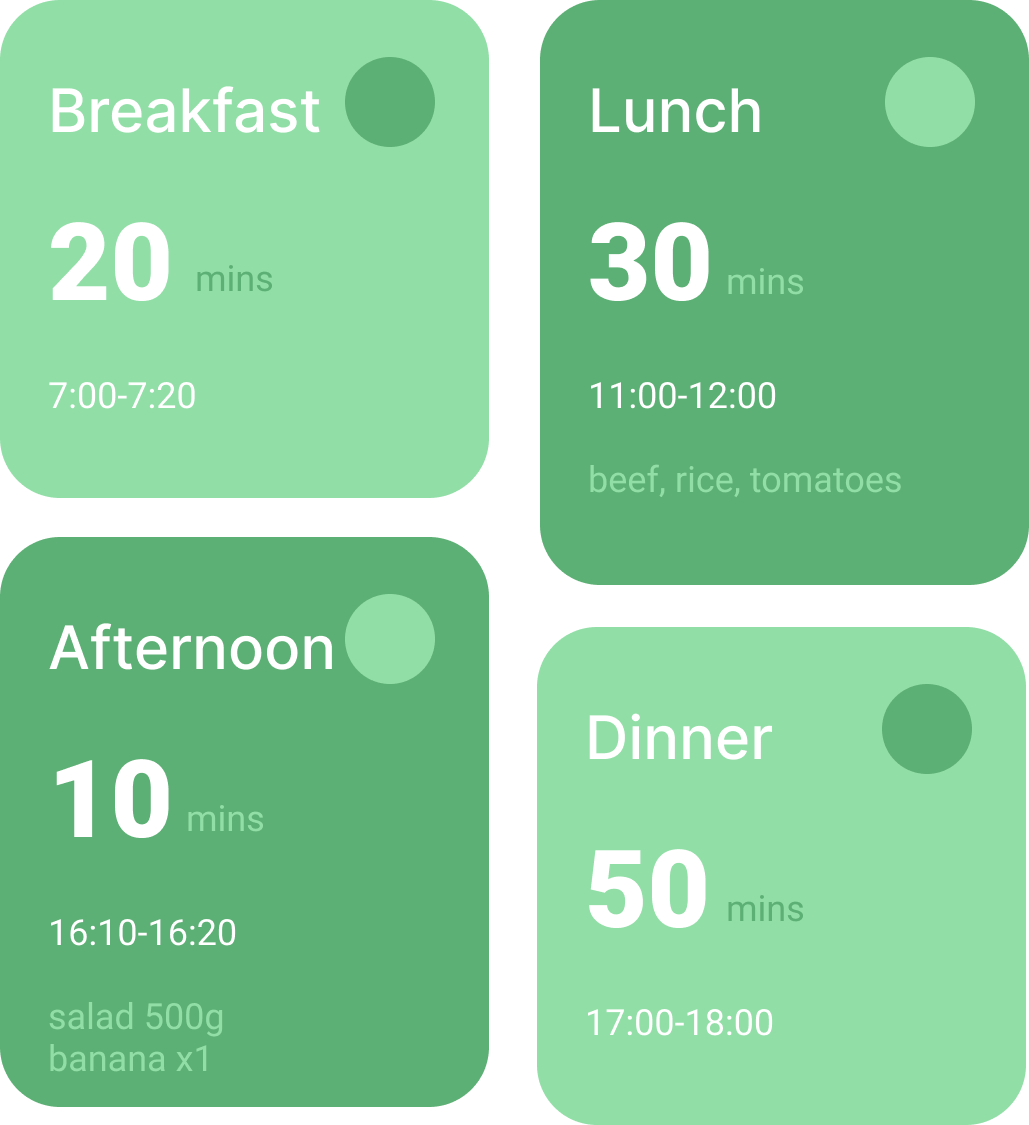 Breakfast
20 mins
7:00-7:20
Lunch
30 mins
11:00-12:00
beef, rice, tomatoes
Afternoon
10 mins
16:10-16:20
salad 500g
banana x1
Dinner
50 mins
17:00-18:00